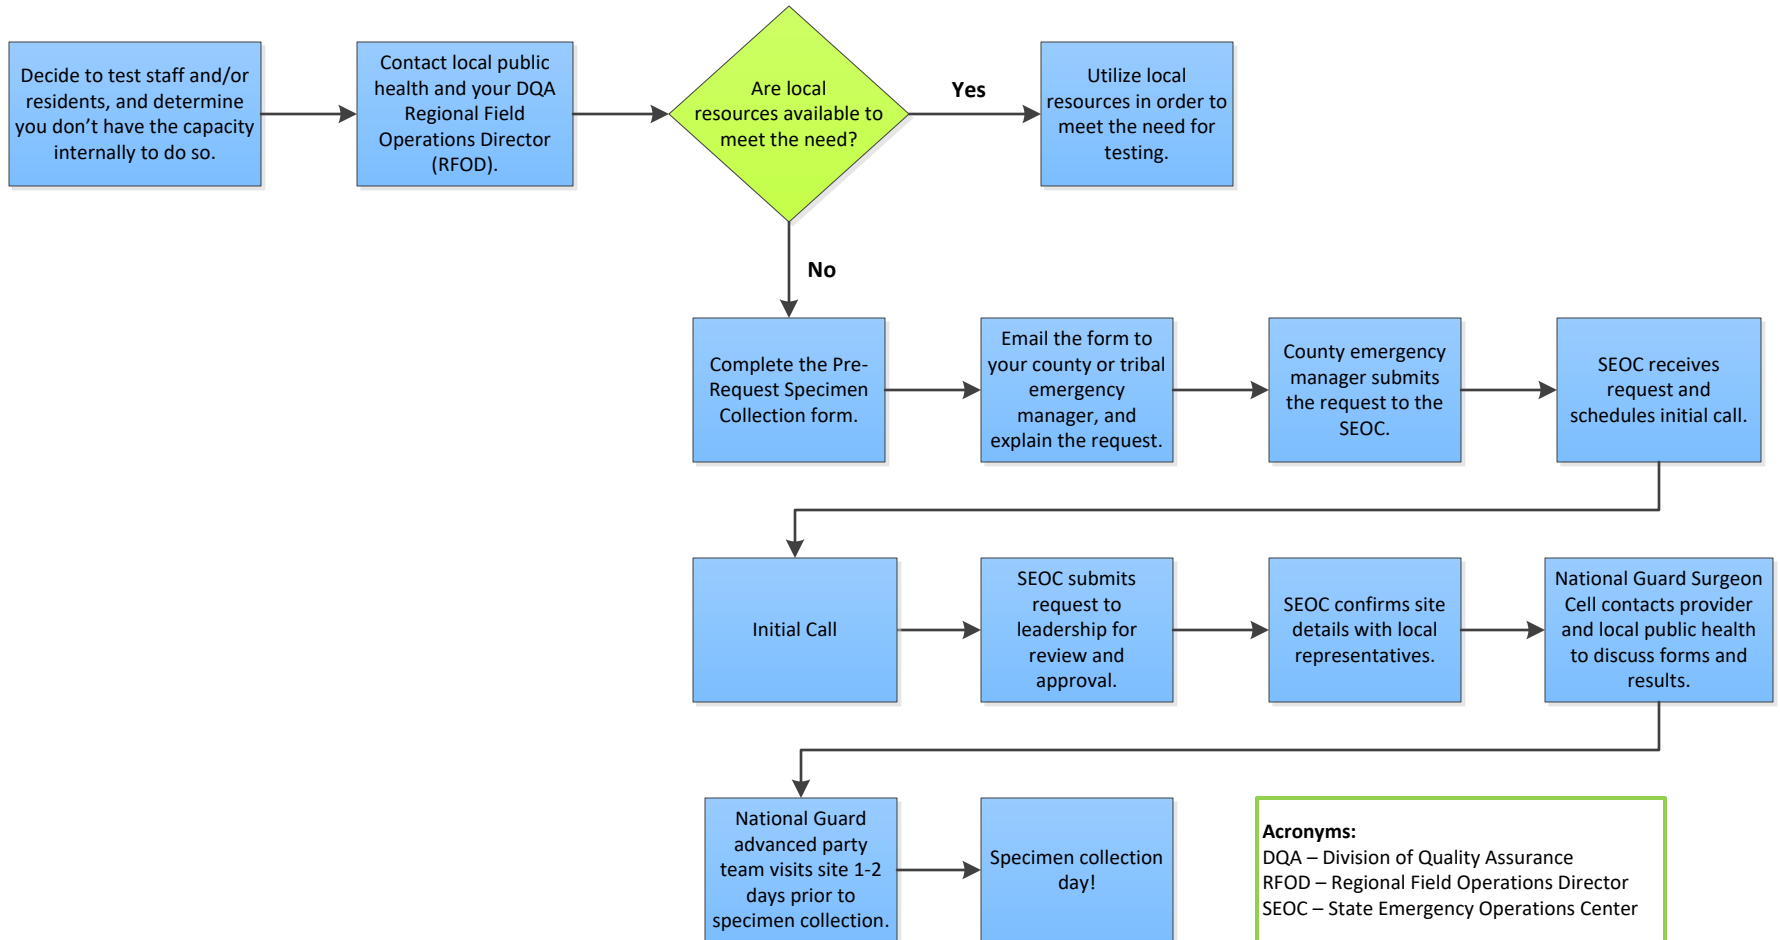 Decide to test staff and/or
residents, and determine
you don’t have the capacity
internally to do so.
Contact local public
health and your DQA
Regional Field
Operations Director
(RFOD).
Are local
resources available to
meet the need?
Yes
Utilize local
resources in order to
meet the need for
testing.
No
Complete the Pre-
Request Specimen
Collection form.
Email the form to
your county or tribal
emergency
manager, and
explain the request.
County emergency
manager submits
the request to the
SEOC.
SEOC receives
request and
schedules initial call.
Initial Call
SEOC submits
request to
leadership for
review and
approval.
SEOC confirms site
details with local
representatives.
National Guard Surgeon
Cell contacts provider
and local public health
to discuss forms and
results.
National Guard
advanced party
team visits site 1-2
days prior to
specimen collection.
Specimen collection
day!
Acronyms:
DQA – Division of Quality Assurance
RFOD – Regional Field Operations Director
SEOC – State Emergency Operations Center